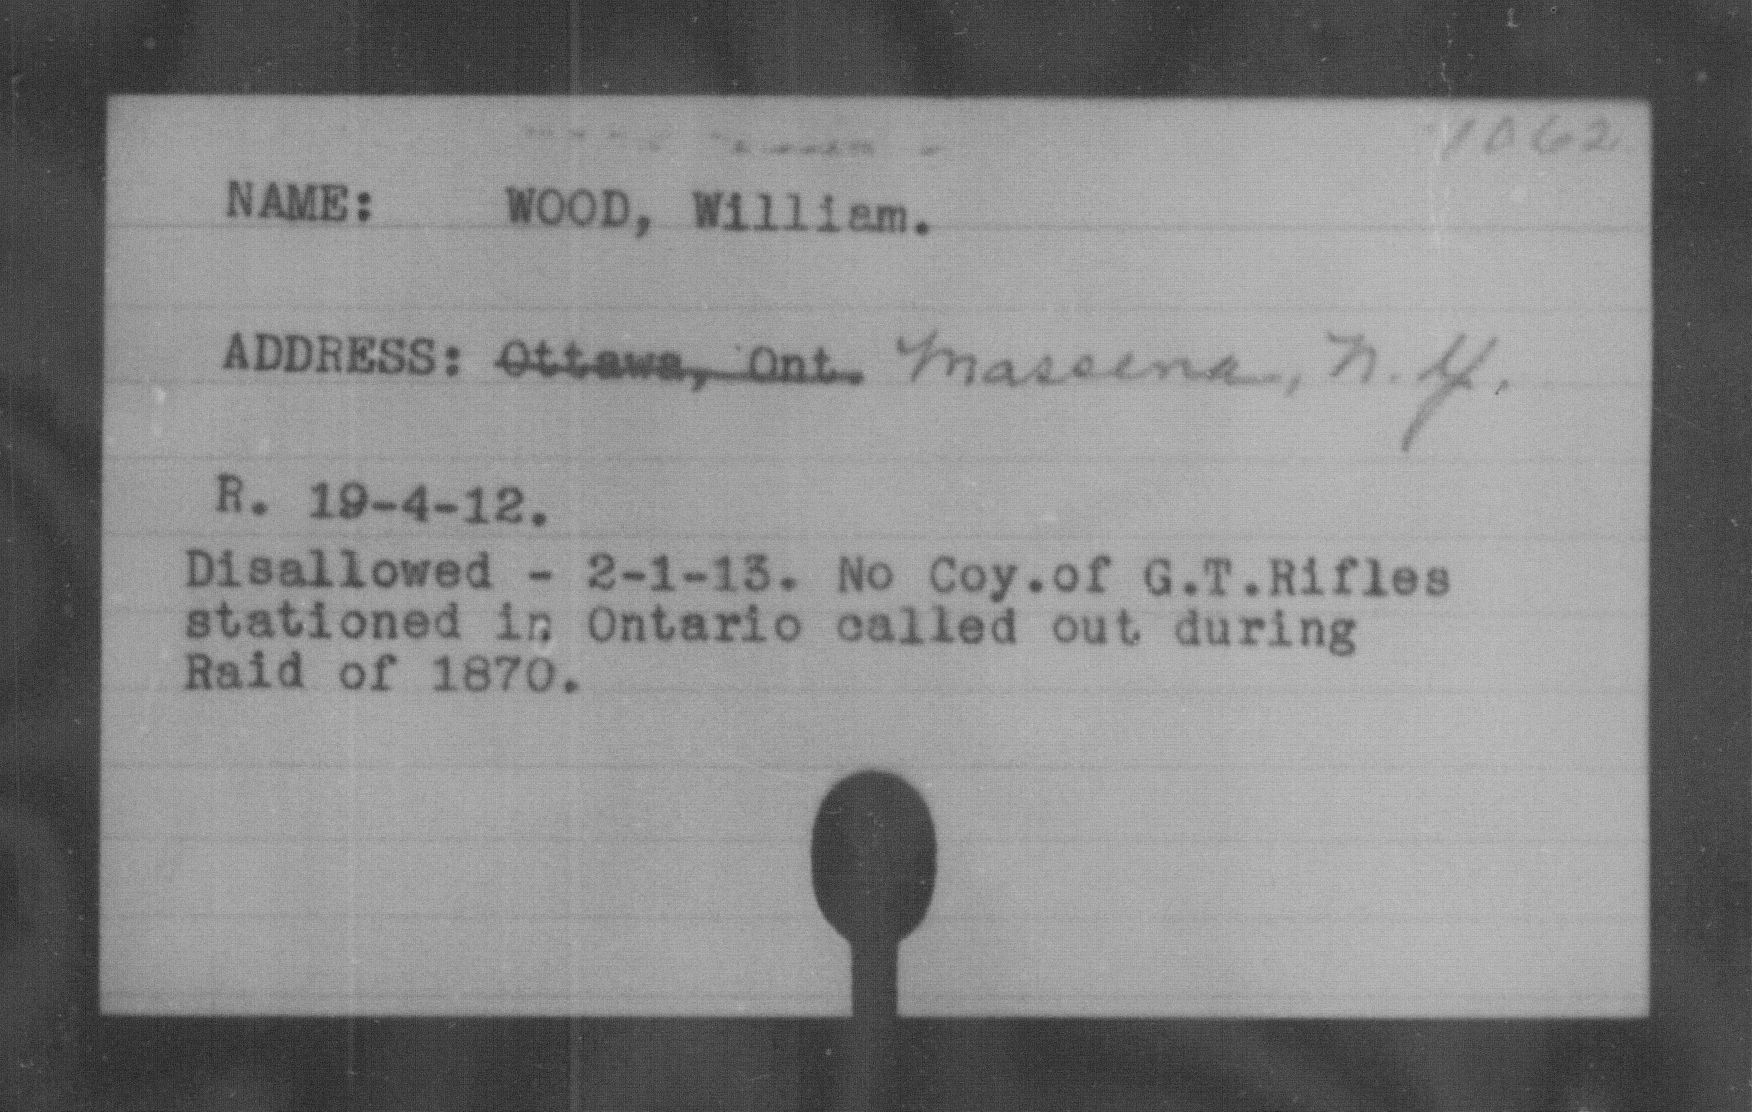 1062
NAME: WOOD, William.
ADDRESS: Ottawa, Ont. Massena, N.Y.
R. 19-4-12.
Disallowed - 2-1-13. No Coy.of G.T.Rifles
stationed in Ontario called out during
Raid of 1870.